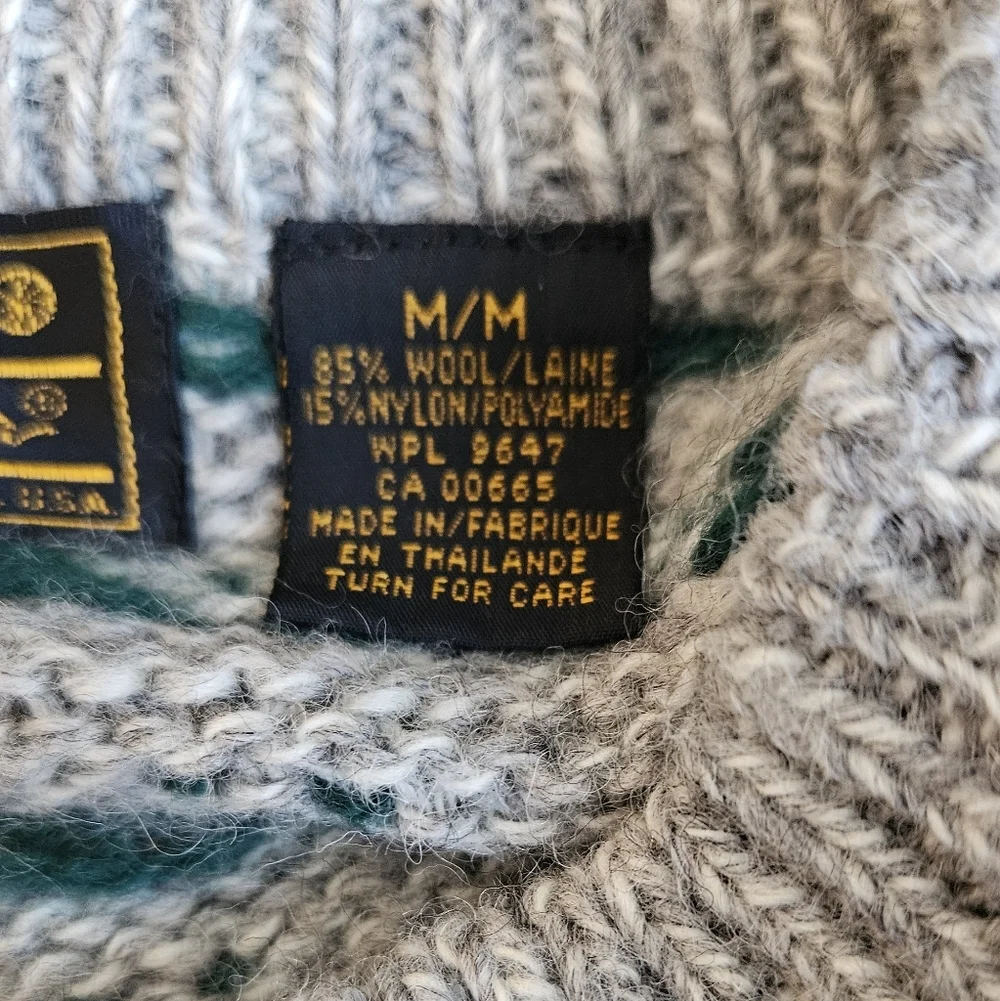 M/M
85% WOOL/LAINE
15% NYLON/POLYAMIDE
WPL 9647
CA 00665
MADE IN/FABRIQUE
EN THAILANDE
TURN FOR CARE